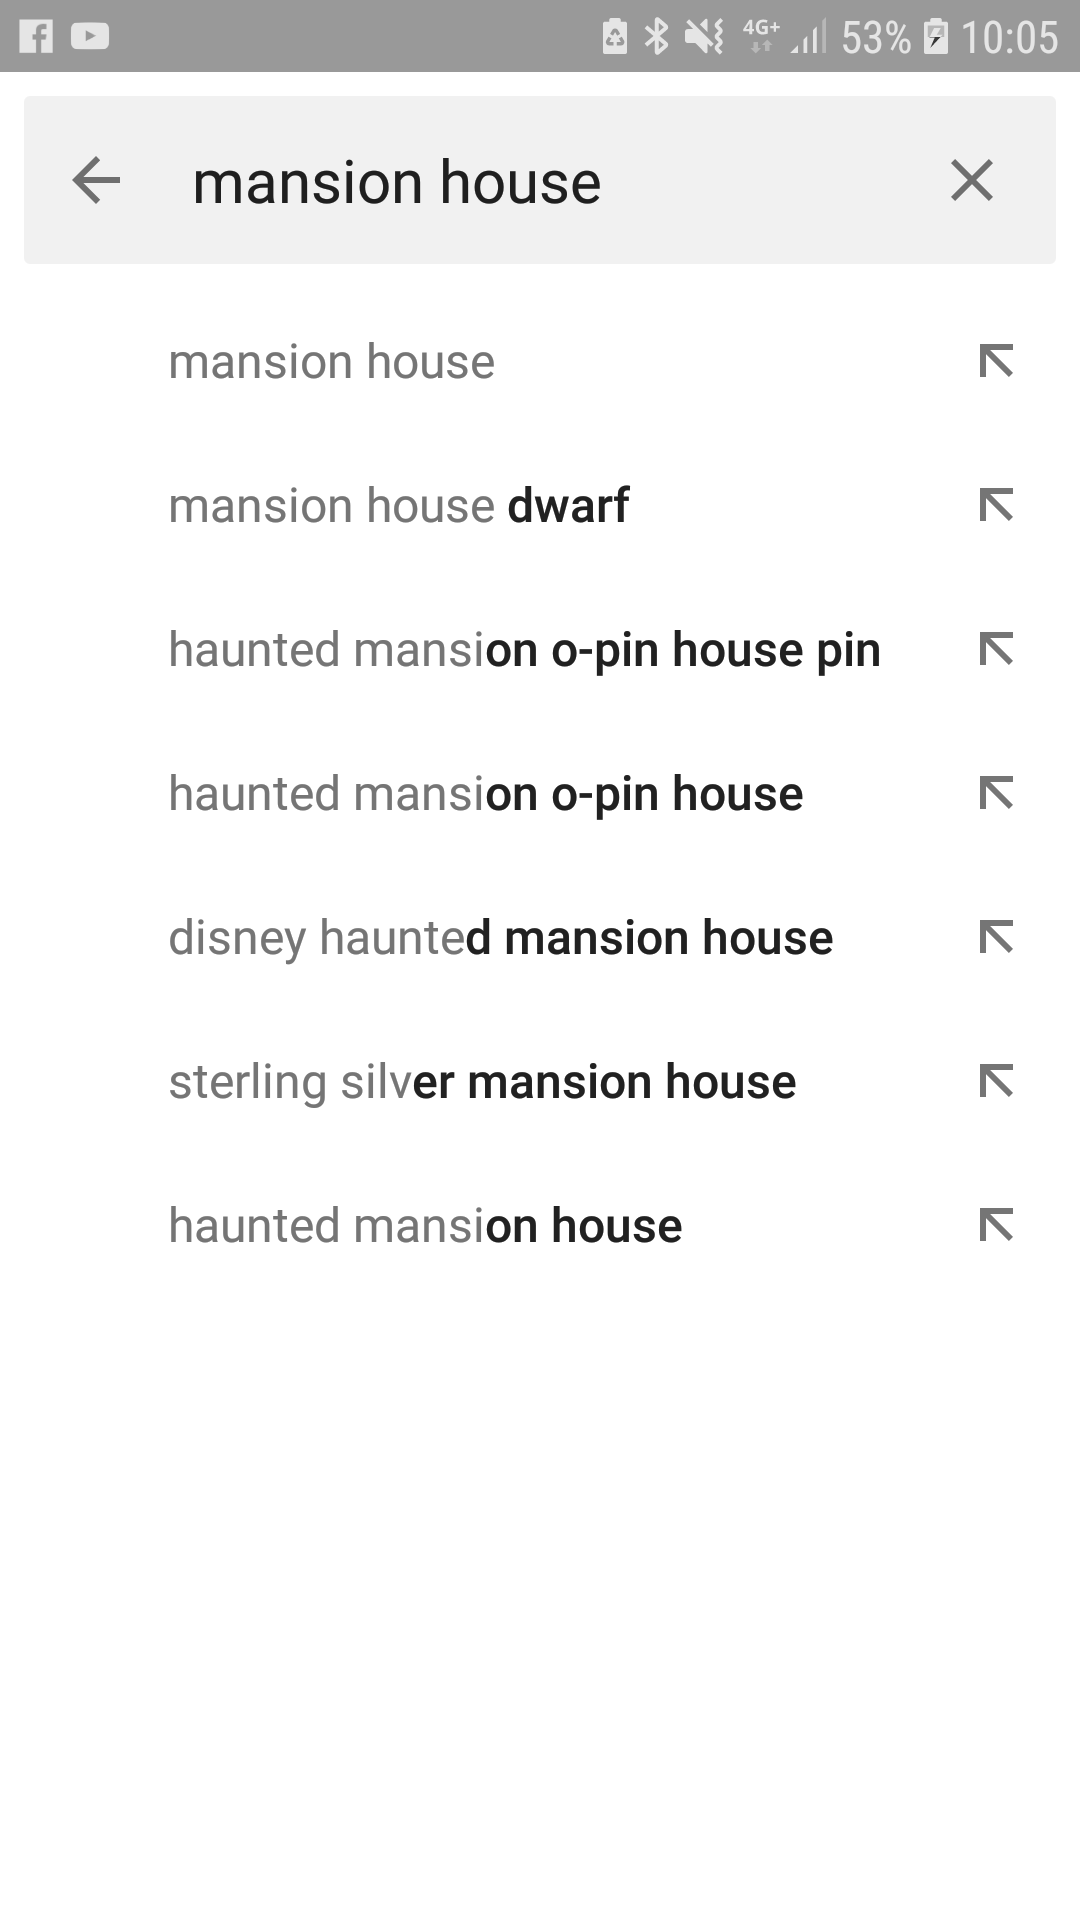 4G+ 53% 10:05
mansion house
mansion house
mansion house dwarf
haunted mansion o-pin house pin
haunted mansion o-pin house
disney haunted mansion house
sterling silver mansion house
haunted mansion house